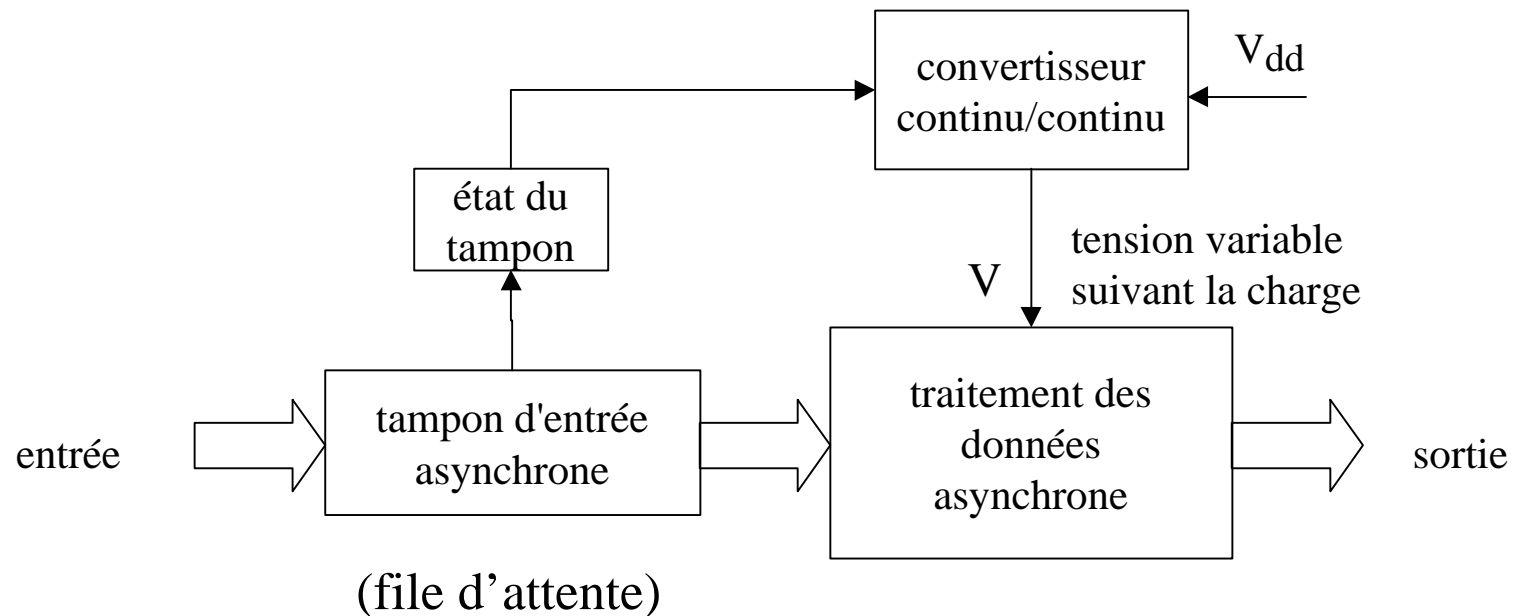 convertisseur
continu/continu
Vdd
état du
tampon
tension variable
suivant la charge
V
entrée
tampon d'entrée
asynchrone
traitement des
données
asynchrone
sortie
(file d’attente)